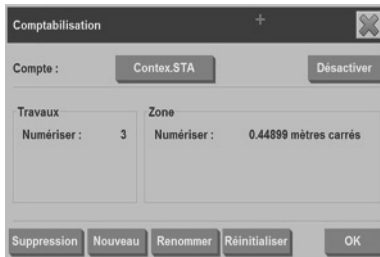 Comptabilisation
Compte : Contex.STA Désactiver
Travaux Zone
Numériser : 3 Numériser : 0.44899 mètres carrés
Suppression Nouveau Renommer Réinitialiser OK